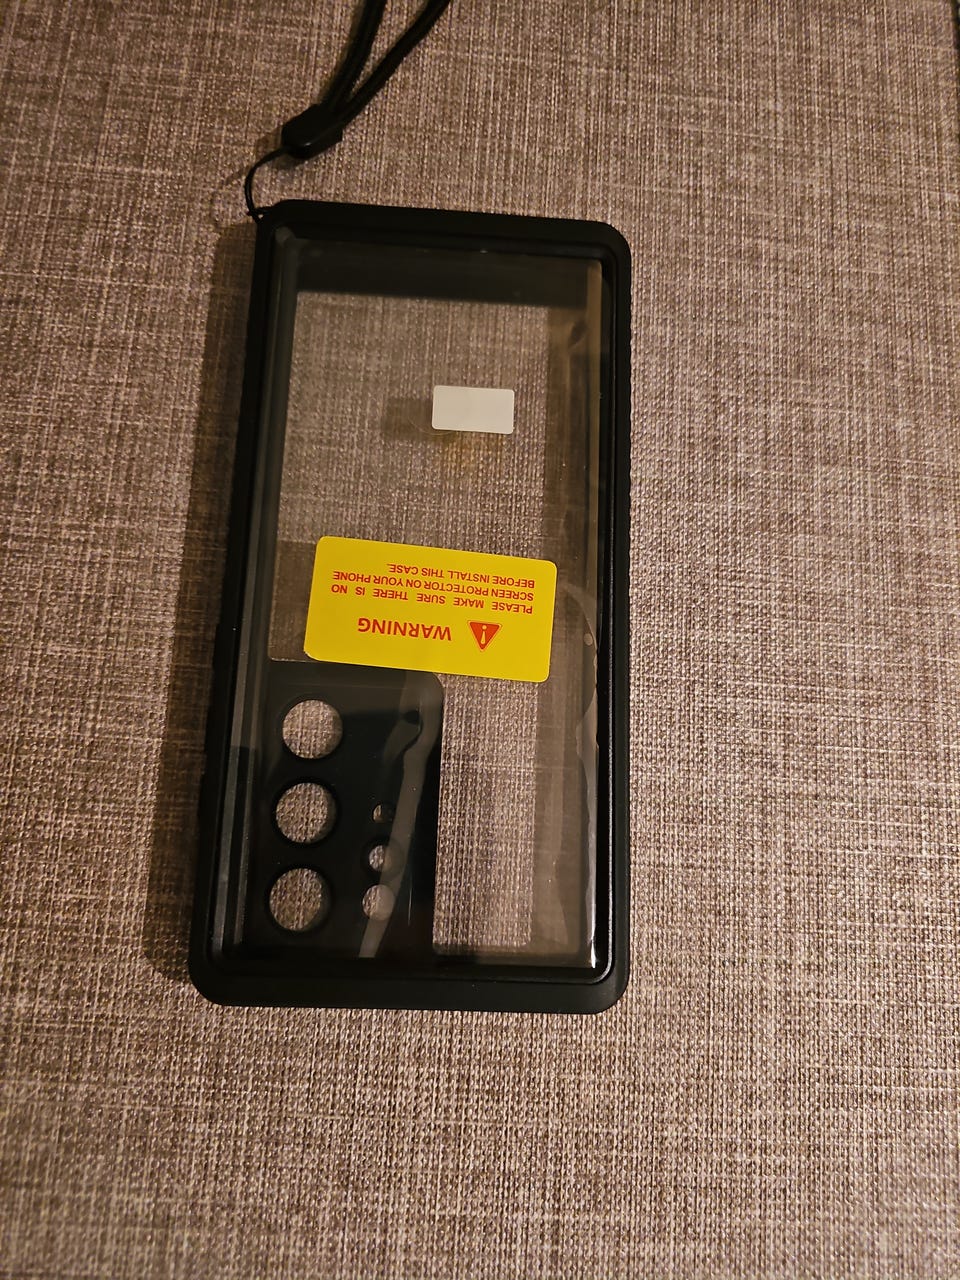 WARNING
PLEASE MAKE SURE THERE IS NO
SCREEN PROTECTOR ON YOUR PHONE
BEFORE INSTALL THIS CASE.